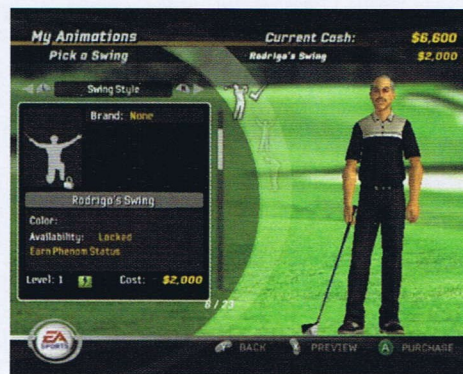 My Animations
Current Cash: $6,600
Pick a Swing
Rodrigo's Swing $2,000
Swing Style
Brand: None
Rodrigo's Swing
Color:
Availability: Locked
Earn Phenom Status
Level: 1 Cost: $2,000
8 / 23
EA SPORTS
BACK PREVIEW A PURCHASE